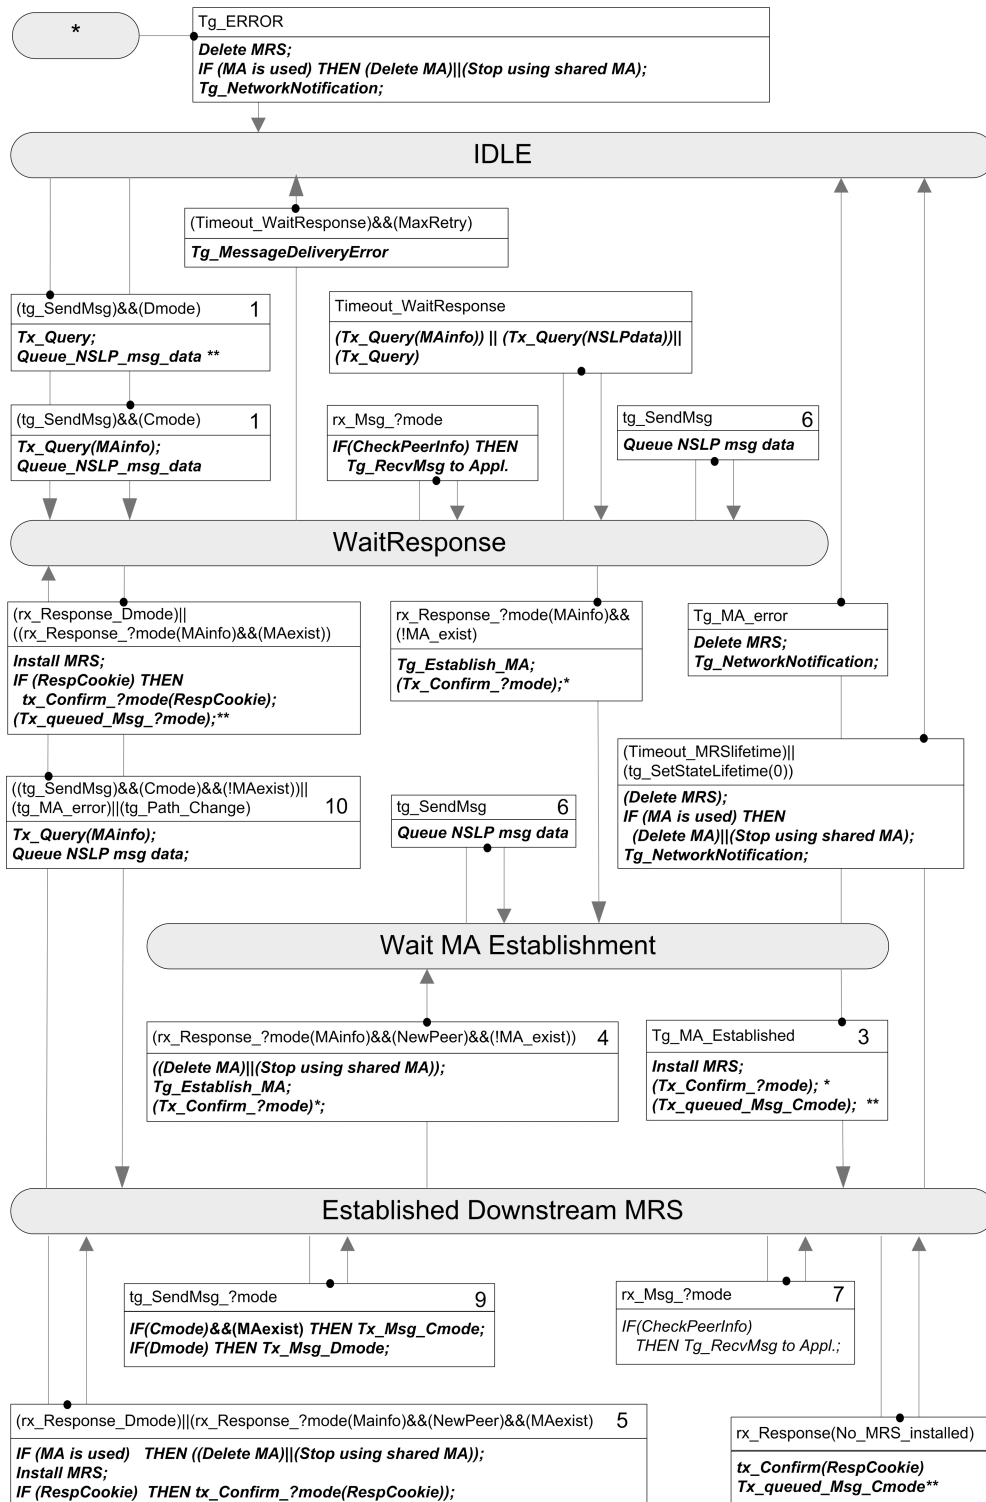 *
Tg_ERROR
Delete MRS;
IF (MA is used) THEN (Delete MA)||(Stop using shared MA);
Tg_NetworkNotification;
IDLE
(Timeout_WaitResponse)&&(MaxRetry)
Tg_MessageDeliveryError
(tg_SendMsg)&&(Dmode) 1
Tx_Query;
Queue_NSLP_msg_data **
Timeout_WaitResponse
(Tx_Query(MAinfo)) || (Tx_Query(NSLPdata))||
(Tx_Query)
(tg_SendMsg)&&(Cmode) 1
Tx_Query(MAinfo);
Queue_NSLP_msg_data
rx_Msg_?mode
IF(CheckPeerInfo) THEN
Tg_RecvMsg to Appl.
tg_SendMsg 6
Queue NSLP msg data
WaitResponse
(rx_Response_Dmode)||
((rx_Response_?mode(MAinfo)&&(MAexist))
Install MRS;
IF (RespCookie) THEN
tx_Confirm_?mode(RespCookie);
(Tx_queued_Msg_?mode);**
rx_Response_?mode(MAinfo)&&
(!MA_exist)
Tg_Establish_MA;
(Tx_Confirm_?mode);*
Tg_MA_error
Delete MRS;
Tg_NetworkNotification;
((tg_SendMsg)&&(Cmode)&&(!MAexist))||
(tg_MA_error)||(tg_Path_Change) 10
Tx_Query(MAinfo);
Queue NSLP msg data;
tg_SendMsg 6
Queue NSLP msg data
(Timeout_MRSlifetime)||
(tg_SetStateLifetime(0))
(Delete MRS);
IF (MA is used) THEN
(Delete MA)||(Stop using shared MA);
Tg_NetworkNotification;
Wait MA Establishment
(rx_Response_?mode(MAinfo)&&(NewPeer)&&(!MA_exist)) 4
((Delete MA)||(Stop using shared MA));
Tg_Establish_MA;
(Tx_Confirm_?mode)*;
Tg_MA_Established 3
Install MRS;
(Tx_Confirm_?mode); *
(Tx_queued_Msg_Cmode); **
Established Downstream MRS
tg_SendMsg_?mode 9
IF(Cmode)&&(MAexist) THEN Tx_Msg_Cmode;
IF(Dmode) THEN Tx_Msg_Dmode;
rx_Msg_?mode 7
IF(CheckPeerInfo)
THEN Tg_RecvMsg to Appl.;
(rx_Response_Dmode)||(rx_Response_?mode(Mainfo)&&(NewPeer)&&(MAexist) 5
IF (MA is used) THEN ((Delete MA)||(Stop using shared MA));
Install MRS;
IF (RespCookie) THEN tx_Confirm_?mode(RespCookie));
rx_Response(No_MRS_installed)
tx_Confirm(RespCookie)
Tx_queued_Msg_Cmode**